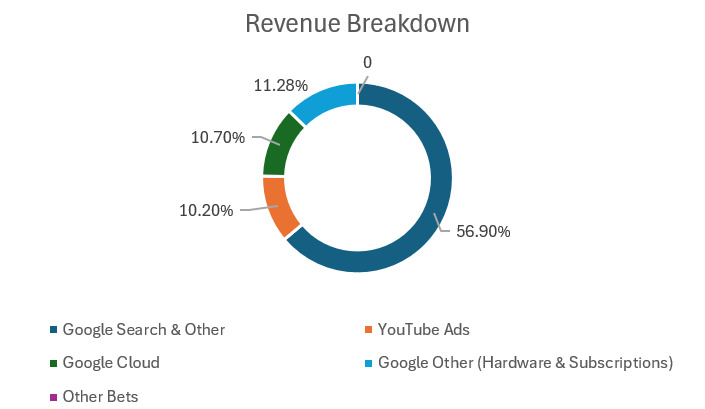 Revenue Breakdown
0
11.28%
10.70%
10.20%
56.90%
Google Search & Other
YouTube Ads
Google Cloud
Google Other (Hardware & Subscriptions)
Other Bets